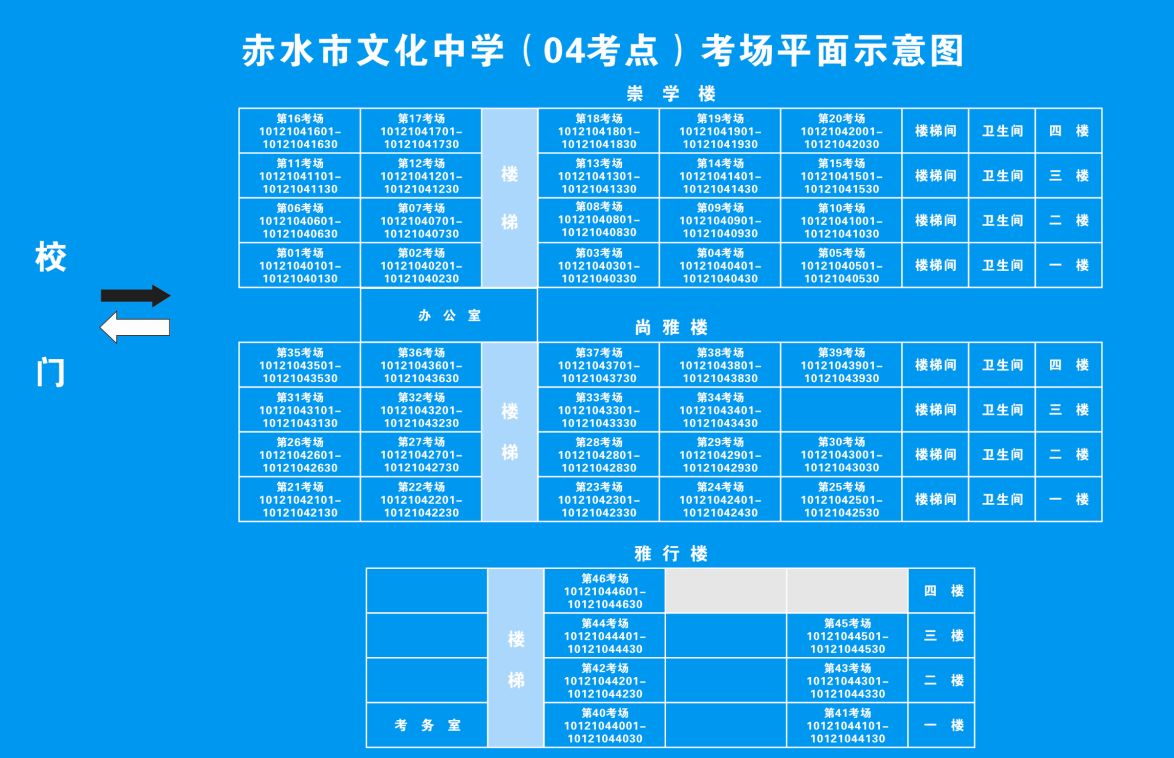 赤水市文化中学（04考点）考场平面示意图
崇 学 楼
第16考场 第17考场 第18考场 第19考场 第20考场
10121041601- 10121041701- 10121041801- 10121041901- 10121042001- 楼梯间 卫生间 四 楼
10121041630 10121041730 10121041830 10121041930 10121042030
第11考场 第12考场 第13考场 第14考场 第15考场
10121041101- 10121041201- 楼 10121041301- 10121041401- 10121041501- 楼梯间 卫生间 三 楼
10121041130 10121041230 10121041330 10121041430 10121041530
第06考场 第07考场 第08考场 第09考场 第10考场
10121040601- 10121040701- 梯 10121040801- 10121040901- 10121041001- 楼梯间 卫生间 二 楼
10121040630 10121040730 10121040830 10121040930 10121041030
第01考场 第02考场 第03考场 第04考场 第05考场
10121040101- 10121040201- 10121040301- 10121040401- 10121040501- 楼梯间 卫生间 一 楼
10121040130 10121040230 10121040330 10121040430 10121040530
校
门
办 公 室
尚 雅 楼
第35考场 第36考场 第37考场 第38考场 第39考场
10121043501- 10121043601- 10121043701- 10121043801- 10121043901- 楼梯间 卫生间 四 楼
10121043530 10121043630 10121043730 10121043830 10121043930
第31考场 第32考场 第33考场 第34考场
10121043101- 10121043201- 楼 10121043301- 10121043401- 楼梯间 卫生间 三 楼
10121043130 10121043230 10121043330 10121043430
第26考场 第27考场 第28考场 第29考场 第30考场
10121042601- 10121042701- 梯 10121042801- 10121042901- 10121043001- 楼梯间 卫生间 二 楼
10121042630 10121042730 10121042830 10121042930 10121043030
第21考场 第22考场 第23考场 第24考场 第25考场
10121042101- 10121042201- 10121042301- 10121042401- 10121042501- 楼梯间 卫生间 一 楼
10121042130 10121042230 10121042330 10121042430 10121042530
雅 行 楼
第46考场
10121044601- 四 楼
10121044630
第44考场 第45考场
楼 10121044401- 10121044501- 三 楼
10121044430 10121044530
第42考场 第43考场
梯 10121044201- 10121044301- 二 楼
10121044230 10121044330
第40考场 第41考场
考 务 室 10121044001- 10121044101- 一 楼
10121044030 10121044130